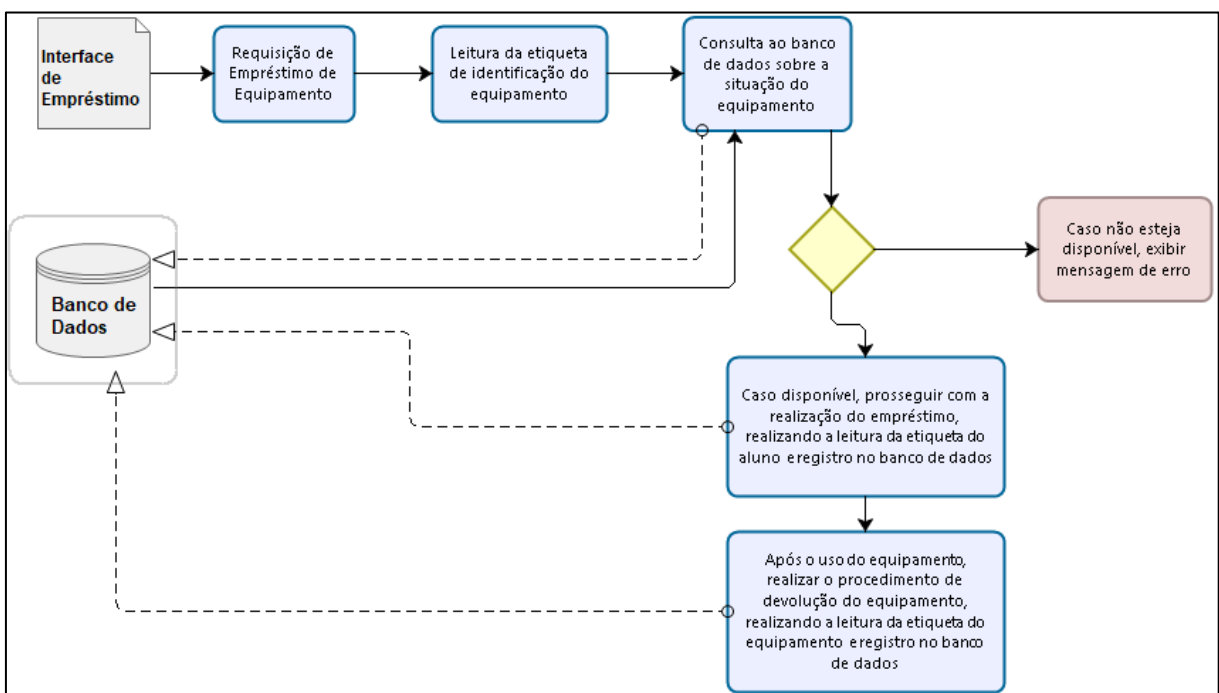 Interface
de
Empréstimo
Requisição de
Empréstimo de
Equipamento
Leitura da etiqueta
de identificação do
equipamento
Consulta ao banco
de dados sobre a
situação do
equipamento
Caso não esteja
disponível, exibir
mensagem de erro
Banco de
Dados
Caso disponível, prosseguir com a
realização do empréstimo,
realizando a leitura da etiqueta do
aluno e registro no banco de dados
Após o uso do equipamento,
realizar o procedimento de
devolução do equipamento,
realizando a leitura da etiqueta do
equipamento e registro no banco
de dados